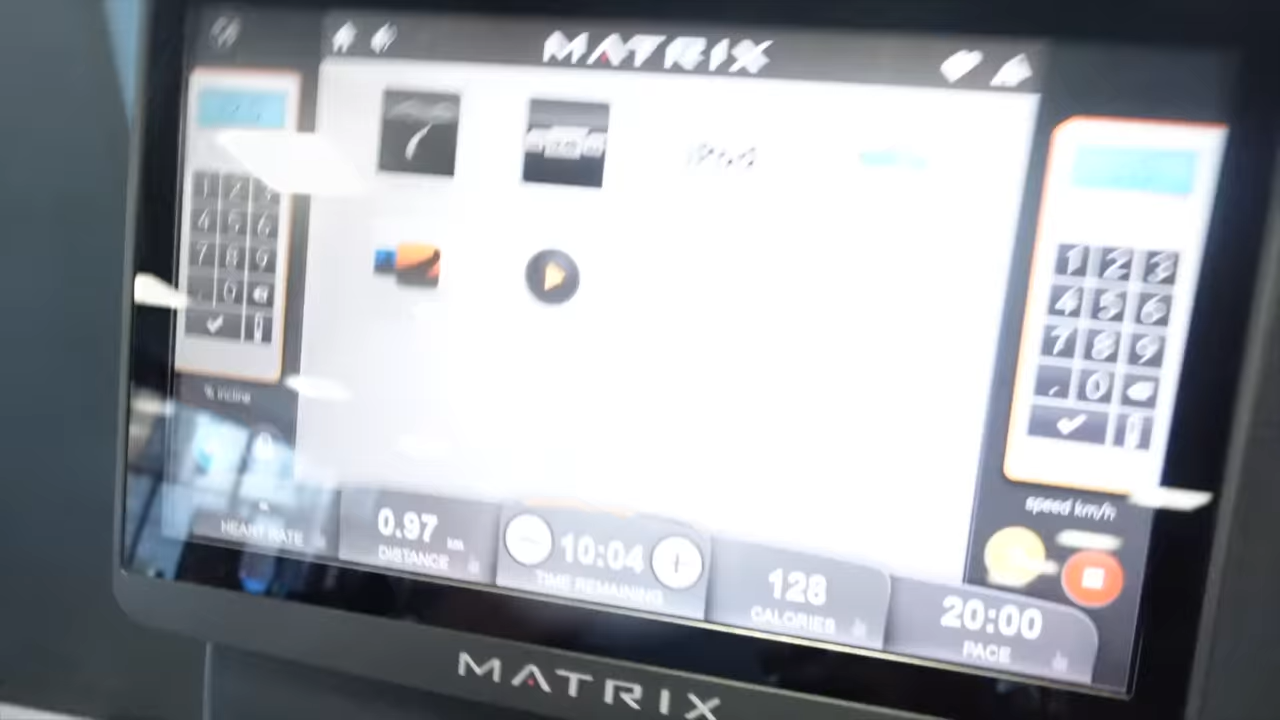 MATRIX
iPod
1 2 3
4 5 6
7 8 9
. 0
% incline
1 2 3
4 5 6
7 8 9
. 0
speed km/h
HEART RATE
0.97 km
DISTANCE
10:04
TIME REMAINING
128
CALORIES
20:00
PACE
MATRIX